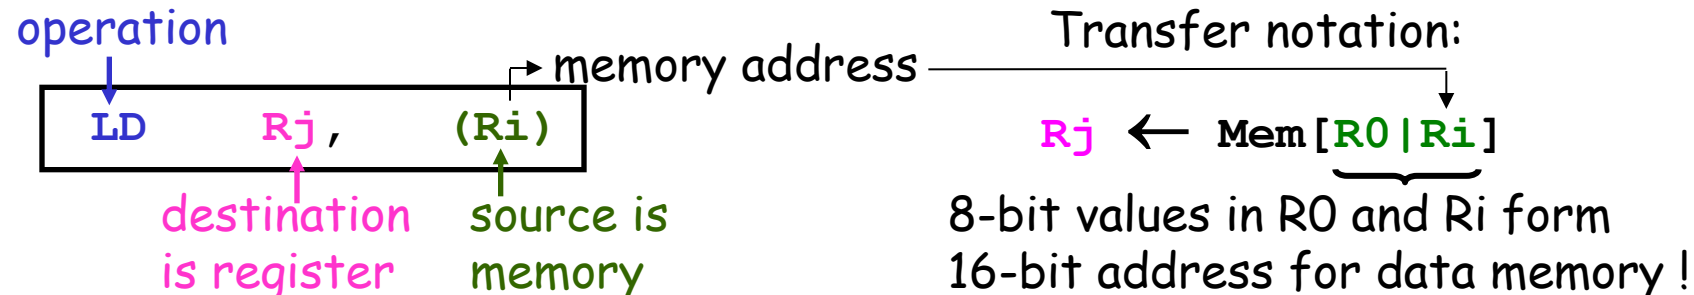 operation
Transfer notation:
memory address
LD Rj, (Ri)
Rj ← Mem[R0|Ri]
destination
is register
source is
memory
8-bit values in R0 and Ri form
16-bit address for data memory !